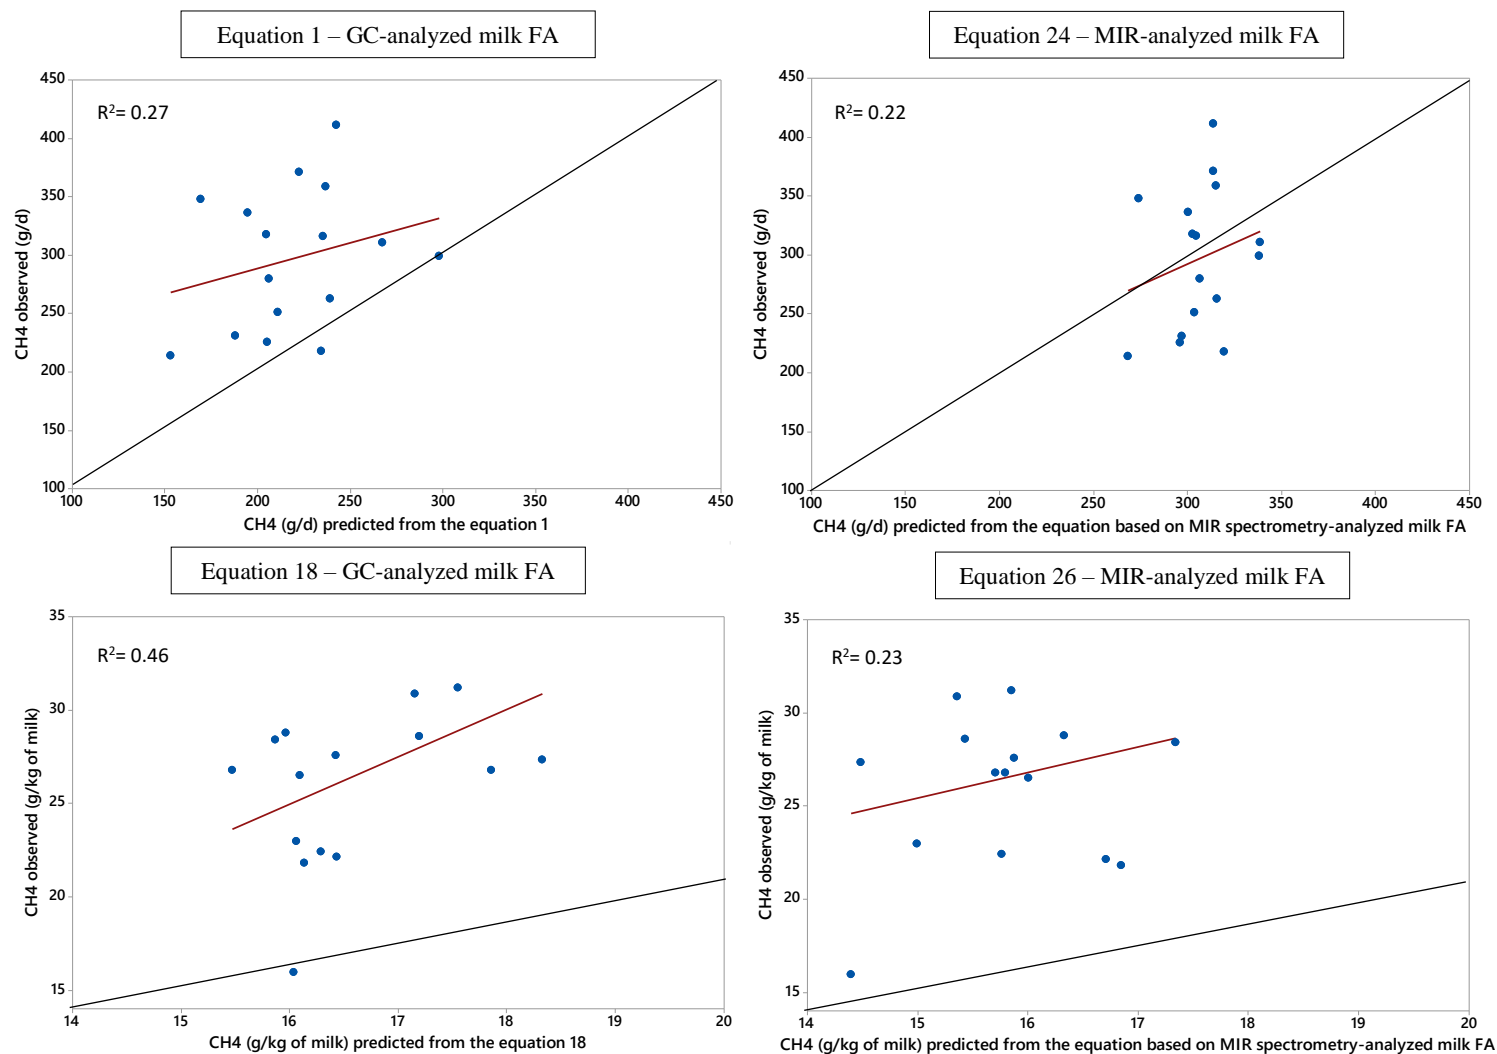 Equation 1 – GC-analyzed milk FA
R²= 0.27
CH4 observed (g/d)
450
400
350
300
250
200
150
100
100 150 200 250 300 350 400 450
CH4 (g/d) predicted from the equation 1
Equation 24 – MIR-analyzed milk FA
R²= 0.22
CH4 observed (g/d)
450
400
350
300
250
200
150
100
100 150 200 250 300 350 400 450
CH4 (g/d) predicted from the equation based on MIR spectrometry-analyzed milk FA
Equation 18 – GC-analyzed milk FA
R²= 0.46
CH4 observed (g/kg of milk)
35
30
25
20
15
14 15 16 17 18 19 20
CH4 (g/kg of milk) predicted from the equation 18
Equation 26 – MIR-analyzed milk FA
R²= 0.23
CH4 observed (g/kg of milk)
35
30
25
20
15
14 15 16 17 18 19 20
CH4 (g/kg of milk) predicted from the equation based on MIR spectrometry-analyzed milk FA